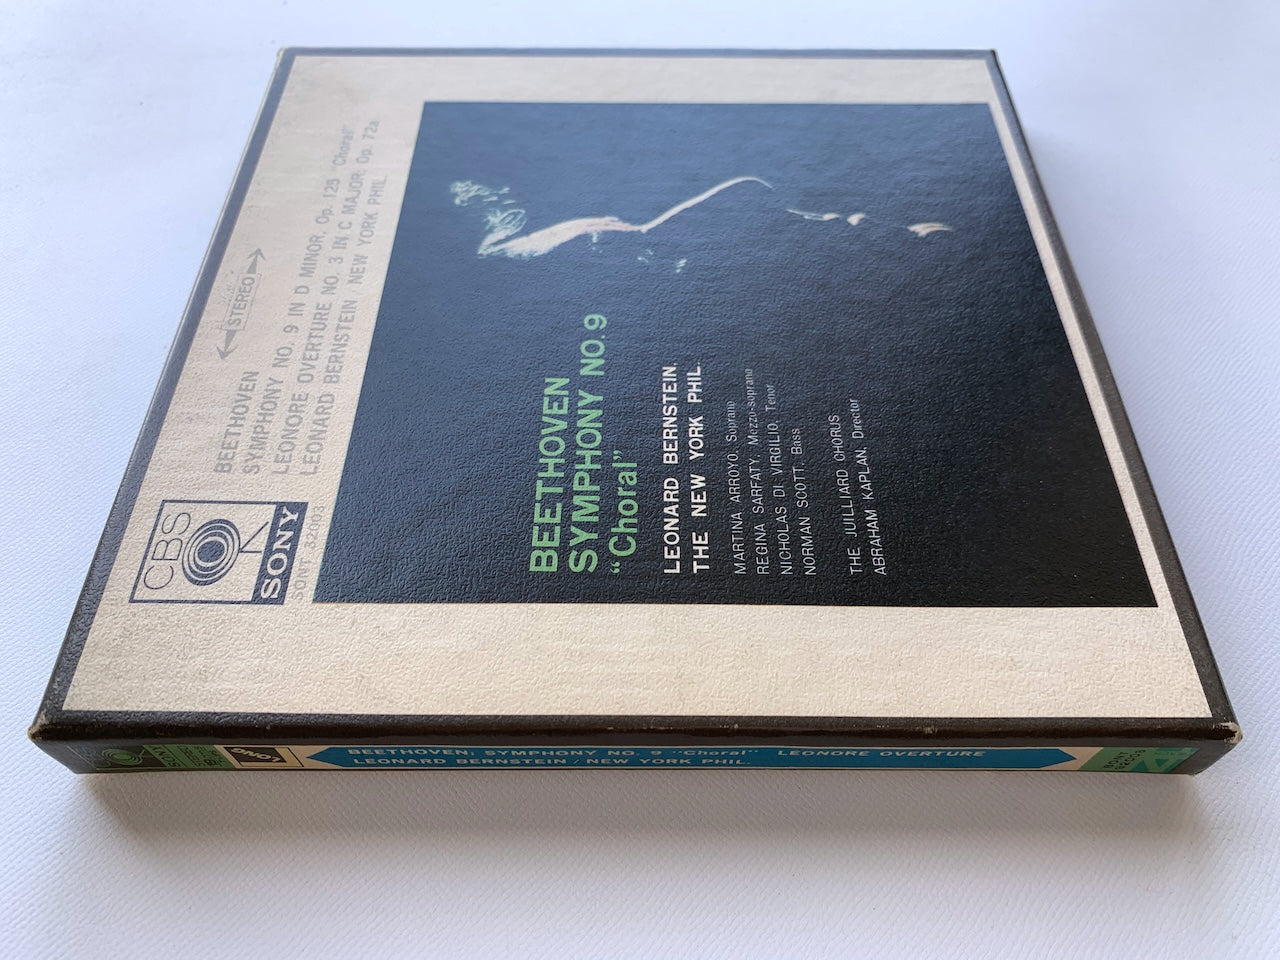 CBS
SONY
SONT 32003
STEREO
BEETHOVEN
SYMPHONY NO. 9 IN D MINOR, Op. 125 "Choral"
LEONORE OVERTURE NO. 3 IN C MAJOR, Op. 72a
LEONARD BERNSTEIN / NEW YORK PHIL.
BEETHOVEN
SYMPHONY NO.9
"Choral"
LEONARD BERNSTEIN.
THE NEW YORK PHIL.
MARTINA ARROYO, Soprano
REGINA SARFATY, Mezzo-soprano
NICHOLAS DI VIRGILIO, Tenor
NORMAN SCOTT, Bass
THE JUILLIARD CHORUS
ABRAHAM KAPLAN, Director
BEETHOVEN; SYMPHONY NO. 9 "Choral" LEONORE OVERTURE
LEONARD BERNSTEIN / NEW YORK PHIL.